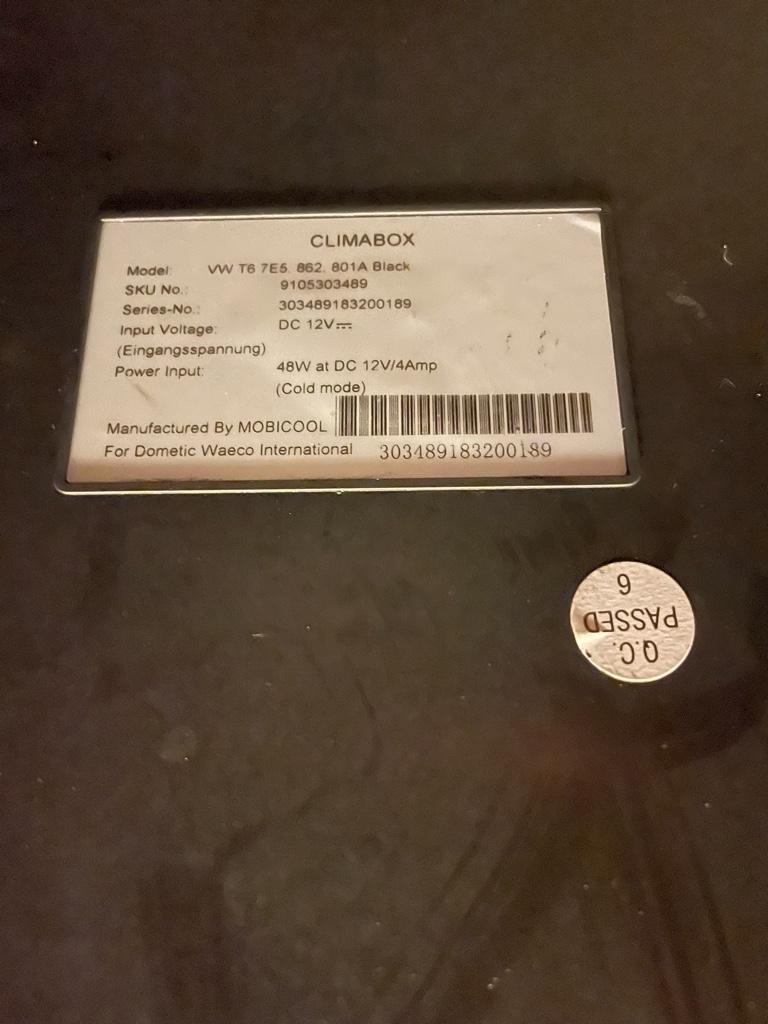 CLIMABOX
Model: VW T6 7E5. 862. 801A Black
SKU No.: 9105303489
Series-No.: 303489183200189
Input Voltage: DC 12V⎓
(Eingangsspannung)
Power Input: 48W at DC 12V/4Amp
(Cold mode)
Manufactured By MOBICOOL
For Dometic Waeco International 303489183200189
Q.C.
PASSED
6